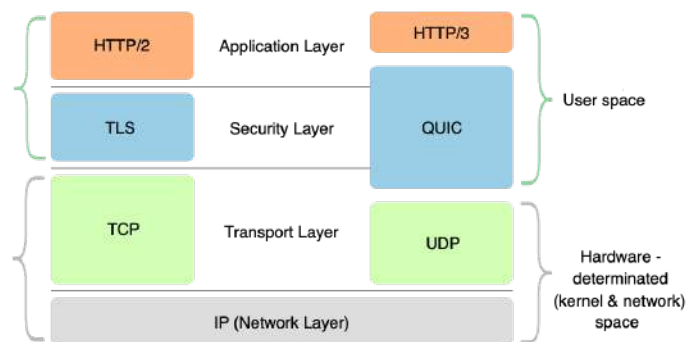 HTTP/2
Application Layer
HTTP/3
TLS
Security Layer
QUIC
User space
TCP
Transport Layer
UDP
Hardware -
determinated
(kernel & network)
space
IP (Network Layer)